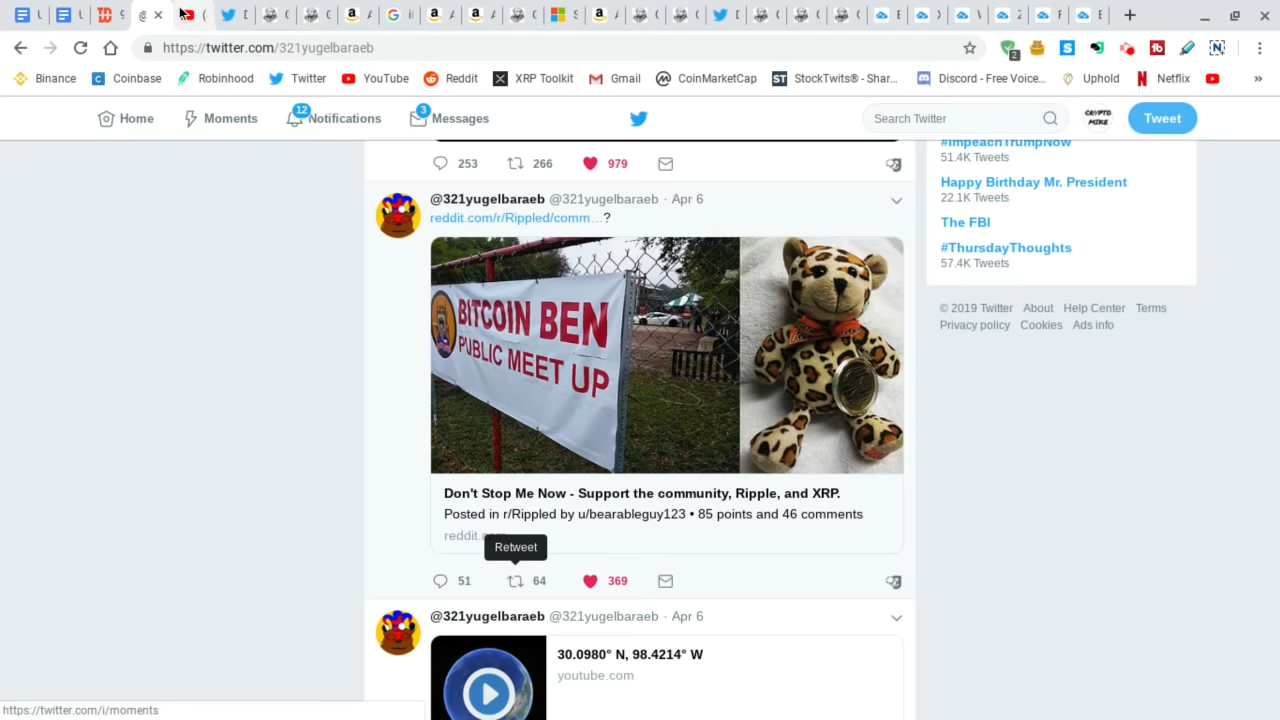 https://twitter.com/321yugelbaraeb
2
Binance
Coinbase
Robinhood
Twitter
YouTube
Reddit
XRP Toolkit
Gmail
CoinMarketCap
StockTwits® - Shar...
Discord - Free Voice...
Uphold
Netflix
»
Home
Moments
12
Notifications
3
Messages
Search Twitter
CRYPTO
MIKE
Tweet
253
266
979
#ImpeachTrumpNow
51.4K Tweets
Happy Birthday Mr. President
22.1K Tweets
The FBI
#ThursdayThoughts
57.4K Tweets
© 2019 Twitter About Help Center Terms
Privacy policy Cookies Ads info
@321yugelbaraeb @321yugelbaraeb · Apr 6
reddit.com/r/Rippled/comm…?
BITCOIN BEN
PUBLIC MEET UP
Don't Stop Me Now - Support the community, Ripple, and XRP.
Posted in r/Rippled by u/bearableguy123 • 85 points and 46 comments
Retweet
51
64
369
@321yugelbaraeb @321yugelbaraeb · Apr 6
30.0980° N, 98.4214° W
youtube.com
https://twitter.com/i/moments